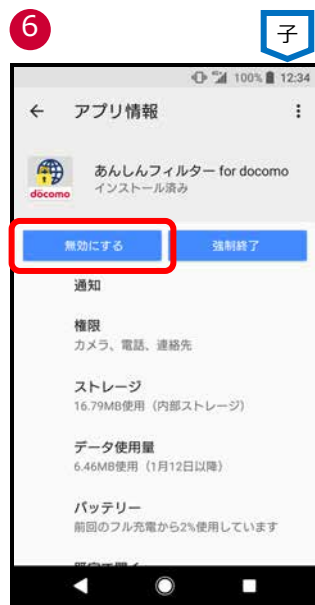 6
子
100% 12:34
アプリ情報
あんしんフィルター for docomo
インストール済み
döcomo
無効にする
強制終了
通知
権限
カメラ、電話、連絡先
ストレージ
16.79MB使用（内部ストレージ）
データ使用量
6.46MB使用（1月12日以降）
バッテリー
前回のフル充電から2%使用しています